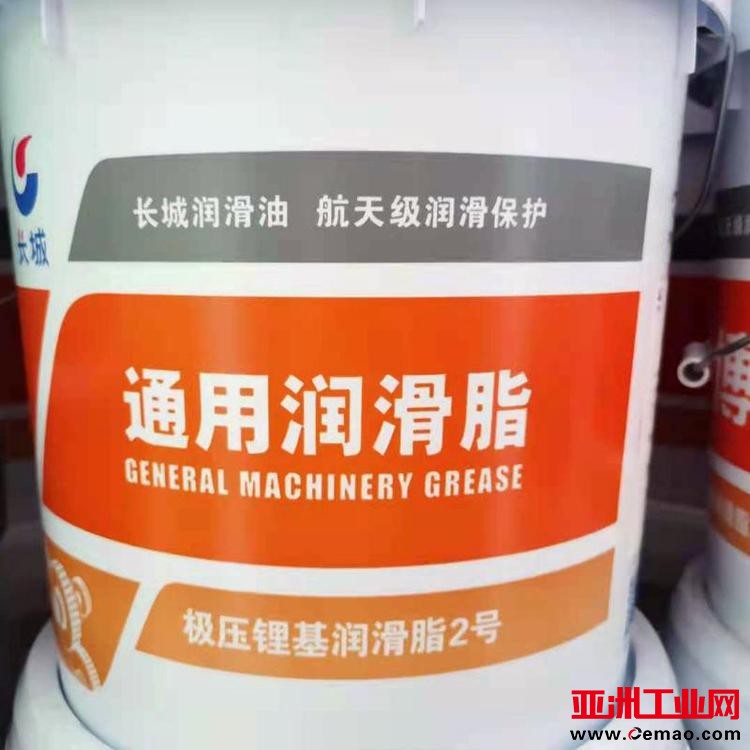 长城润滑油 航天级润滑保护
长城
通用润滑脂
GENERAL MACHINERY GREASE
极压锂基润滑脂2号
博
亚洲工业网
www.Cemao.com